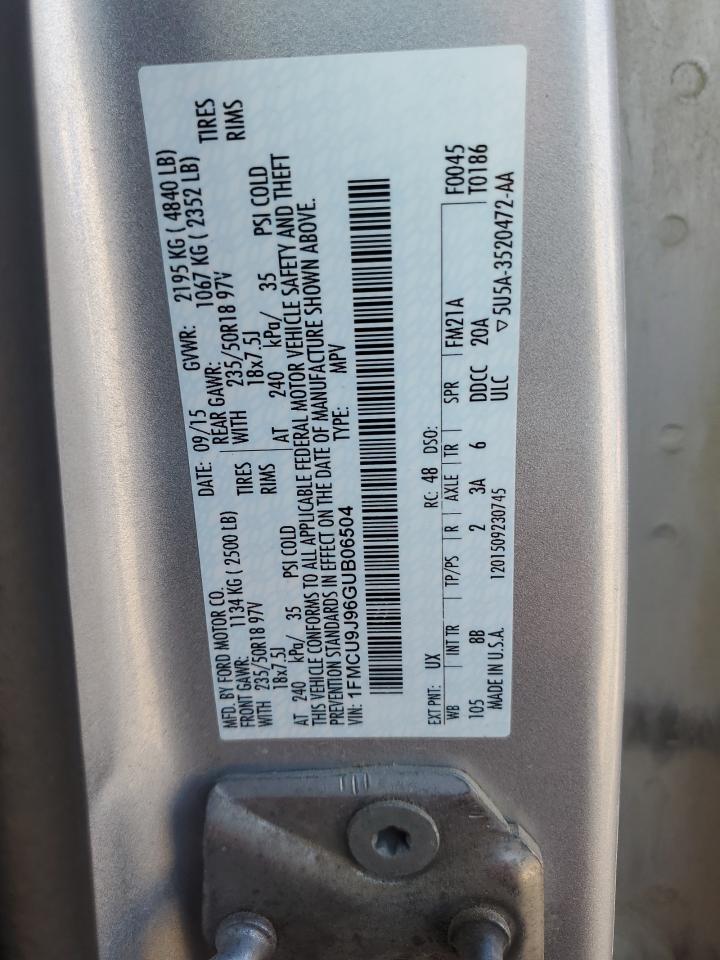 MFD. BY FORD MOTOR CO. DATE: 09/15 GVWR: 2195 KG ( 4840 LB)
FRONT GAWR: 1134 KG ( 2500 LB) REAR GAWR: 1067 KG ( 2352 LB)
WITH 235/50R18 97V TIRES WITH 235/50R18 97V TIRES
18x7.5J RIMS 18x7.5J RIMS
AT 240 kPa/ 35 PSI COLD AT 240 kPa/ 35 PSI COLD
THIS VEHICLE CONFORMS TO ALL APPLICABLE FEDERAL MOTOR VEHICLE SAFETY AND THEFT
PREVENTION STANDARDS IN EFFECT ON THE DATE OF MANUFACTURE SHOWN ABOVE.
VIN: 1FMCU9J96GUB06504 TYPE: MPV
EXT PNT: UX RC: 48 DSO: F0045
WB INT TR TP/PS R AXLE TR SPR FM21A T0186
105 8B 2 3A 6 DDCC 20A
MADE IN U.S.A. 1201509230745 ULC ▽5U5A-3520472-AA